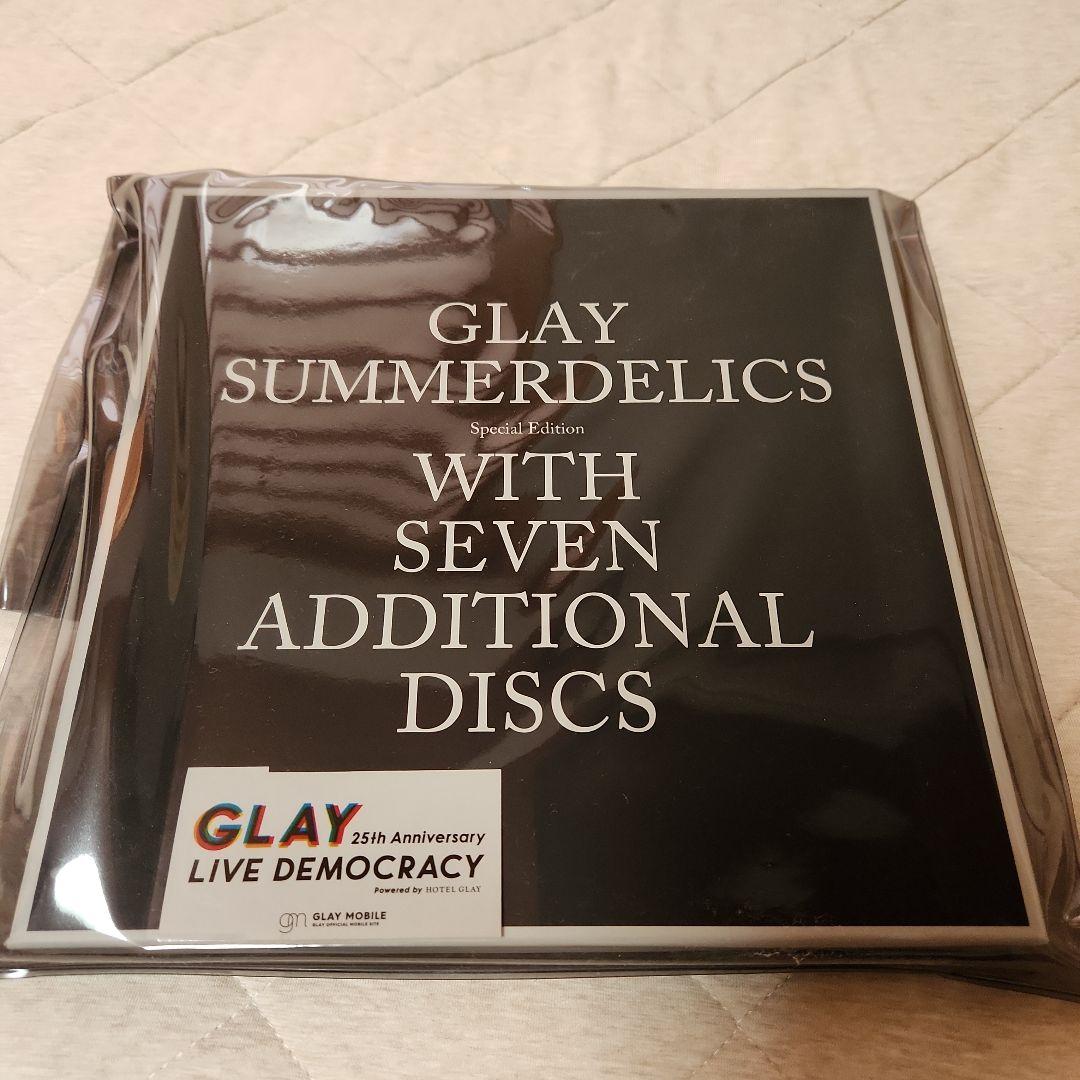 GLAY
SUMMERDELICS
Special Edition
WITH
SEVEN
ADDITIONAL
DISCS
GLAY 25th Anniversary
LIVE DEMOCRACY
Powered by HOTEL GLAY
gm GLAY MOBILE
GLAY OFFICIAL MOBILE SITE